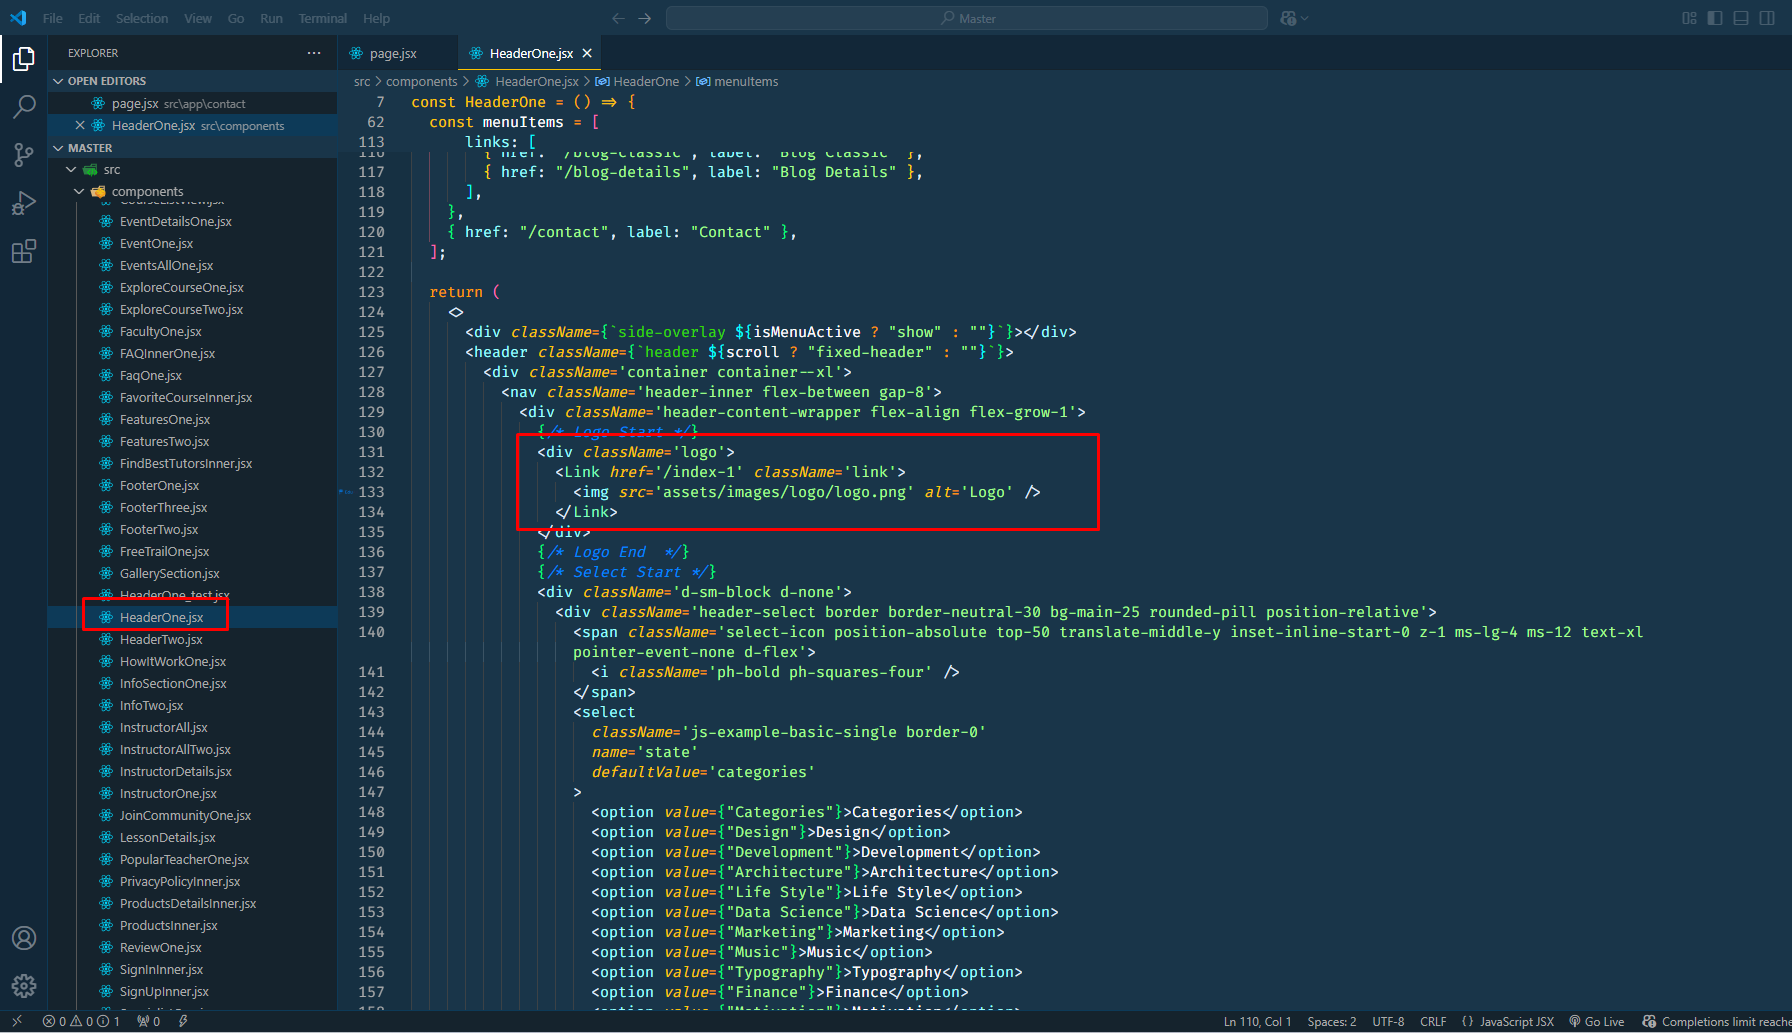 File Edit Selection View Go Run Terminal Help
Master
EXPLORER
OPEN EDITORS
page.jsx src\app\contact
HeaderOne.jsx src\components
MASTER
src
components
CourseListView.jsx
EventDetailsOne.jsx
EventOne.jsx
EventsAllOne.jsx
ExploreCourseOne.jsx
ExploreCourseTwo.jsx
FacultyOne.jsx
FAQInnerOne.jsx
FaqOne.jsx
FavoriteCourseInner.jsx
FeaturesOne.jsx
FeaturesTwo.jsx
FindBestTutorsInner.jsx
FooterOne.jsx
FooterThree.jsx
FooterTwo.jsx
FreeTrailOne.jsx
GallerySection.jsx
HeaderOne_test.jsx
HeaderOne.jsx
HeaderTwo.jsx
HowItWorkOne.jsx
InfoSectionOne.jsx
InfoTwo.jsx
InstructorAll.jsx
InstructorAllTwo.jsx
InstructorDetails.jsx
InstructorOne.jsx
JoinCommunityOne.jsx
LessonDetails.jsx
PopularTeacherOne.jsx
PrivacyPolicyInner.jsx
ProductsDetailsInner.jsx
ProductsInner.jsx
ReviewOne.jsx
SignInInner.jsx
SignUpInner.jsx
page.jsx HeaderOne.jsx
src > components > HeaderOne.jsx > HeaderOne > menuItems
7 const HeaderOne = () => {
62 const menuItems = [
113 links: [
116 { href: "/blog-classic", label: "Blog Classic" },
117 { href: "/blog-details", label: "Blog Details" },
118 ],
119 },
120 { href: "/contact", label: "Contact" },
121 ];
122
123 return (
124 <>
125 <div className={`side-overlay ${isMenuActive ? "show" : ""}`}></div>
126 <header className={`header ${scroll ? "fixed-header" : ""}`}>
127 <div className='container container--xl'>
128 <nav className='header-inner flex-between gap-8'>
129 <div className='header-content-wrapper flex-align flex-grow-1'>
130 {/* Logo Start */}
131 <div className='logo'>
132 <Link href='/index-1' className='link'>
133 <img src='assets/images/logo/logo.png' alt='Logo' />
134 </Link>
135 </div>
136 {/* Logo End */}
137 {/* Select Start */}
138 <div className='d-sm-block d-none'>
139 <div className='header-select border border-neutral-30 bg-main-25 rounded-pill position-relative'>
140 <span className='select-icon position-absolute top-50 translate-middle-y inset-inline-start-0 z-1 ms-lg-4 ms-12 text-xl
pointer-event-none d-flex'>
141 <i className='ph-bold ph-squares-four' />
142 </span>
143 <select
144 className='js-example-basic-single border-0'
145 name='state'
146 defaultValue='categories'
147 >
148 <option value={"Categories"}>Categories</option>
149 <option value={"Design"}>Design</option>
150 <option value={"Development"}>Development</option>
151 <option value={"Architecture"}>Architecture</option>
152 <option value={"Life Style"}>Life Style</option>
153 <option value={"Data Science"}>Data Science</option>
154 <option value={"Marketing"}>Marketing</option>
155 <option value={"Music"}>Music</option>
156 <option value={"Typography"}>Typography</option>
157 <option value={"Finance"}>Finance</option>
158 <option value={"Motivation"}>Motivation</option>
0 0 1 0
Ln 110, Col 1 Spaces: 2 UTF-8 CRLF {} JavaScript JSX Go Live Completions limit reache